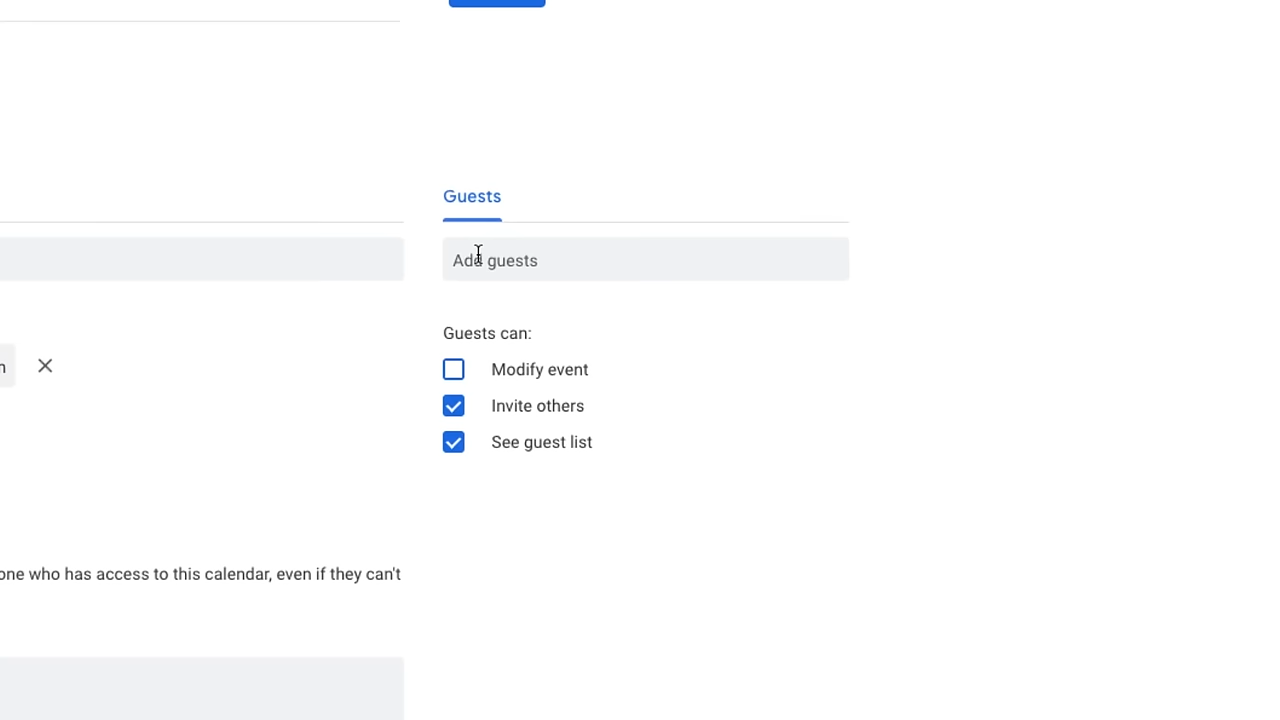 Guests
Add guests
Guests can:
Modify event
Invite others
See guest list
one who has access to this calendar, even if they can't